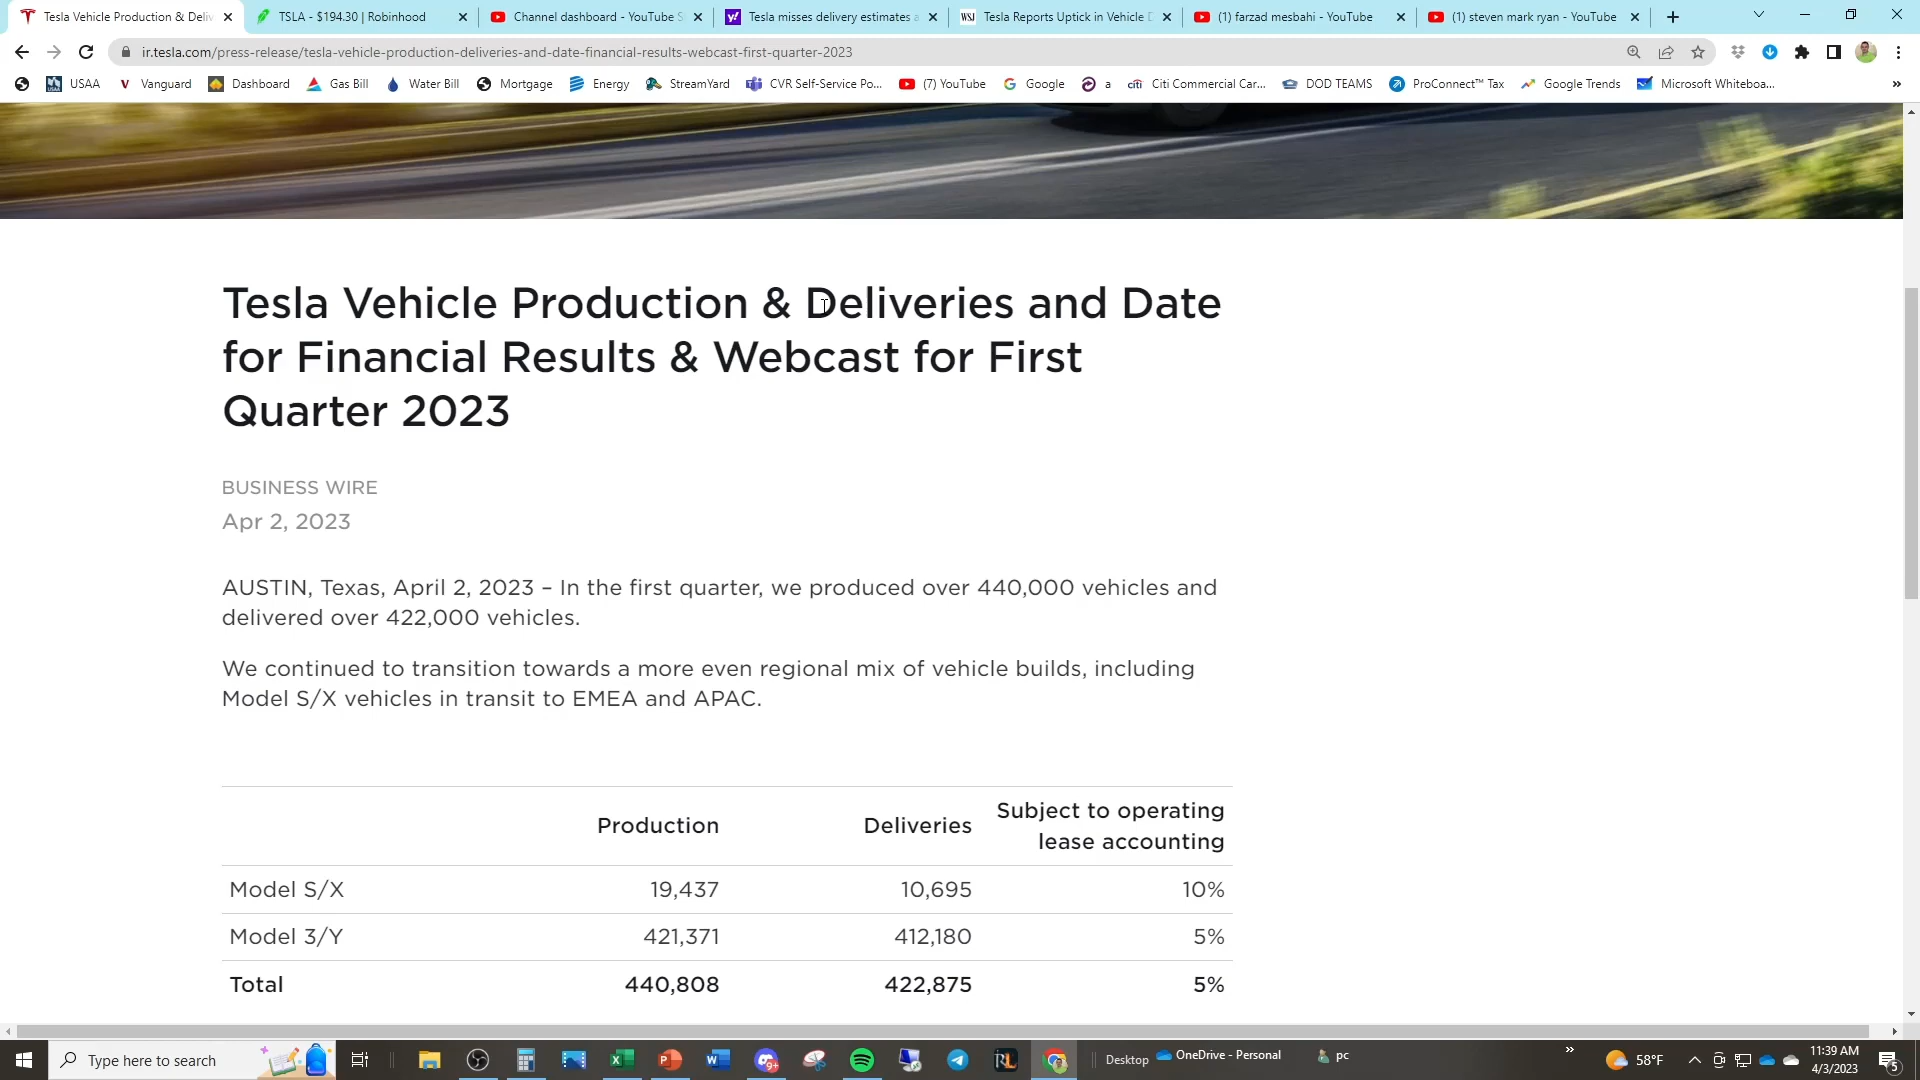 Tesla Vehicle Production & Deliv
TSLA - $194.30 | Robinhood
Channel dashboard - YouTube S
Tesla misses delivery estimates a
WSJ Tesla Reports Uptick in Vehicle D
(1) farzad mesbahi - YouTube
(1) steven mark ryan - YouTube
ir.tesla.com/press-release/tesla-vehicle-production-deliveries-and-date-financial-results-webcast-first-quarter-2023
USAA Vanguard Dashboard Gas Bill Water Bill Mortgage Energy StreamYard CVR Self-Service Po... (7) YouTube Google a citi Citi Commercial Car... DOD TEAMS ProConnect™ Tax Google Trends Microsoft Whiteboa... »
Tesla Vehicle Production & Deliveries and Date
for Financial Results & Webcast for First
Quarter 2023
BUSINESS WIRE
Apr 2, 2023
AUSTIN, Texas, April 2, 2023 – In the first quarter, we produced over 440,000 vehicles and
delivered over 422,000 vehicles.
We continued to transition towards a more even regional mix of vehicle builds, including
Model S/X vehicles in transit to EMEA and APAC.
Production Deliveries Subject to operating
lease accounting
Model S/X 19,437 10,695 10%
Model 3/Y 421,371 412,180 5%
Total 440,808 422,875 5%
Type here to search
Desktop » OneDrive - Personal pc
58°F
11:39 AM
4/3/2023
5